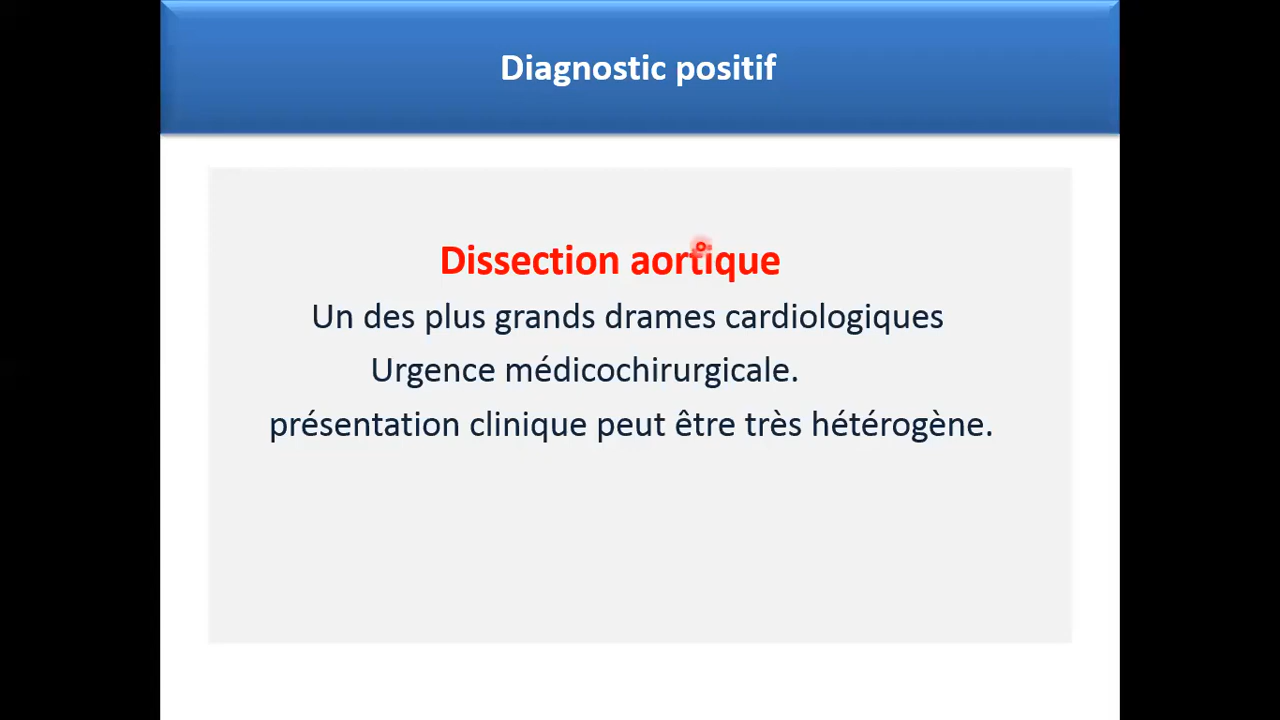 Diagnostic positif
Dissection aortique
Un des plus grands drames cardiologiques
Urgence médicochirurgicale.
présentation clinique peut être très hétérogène.